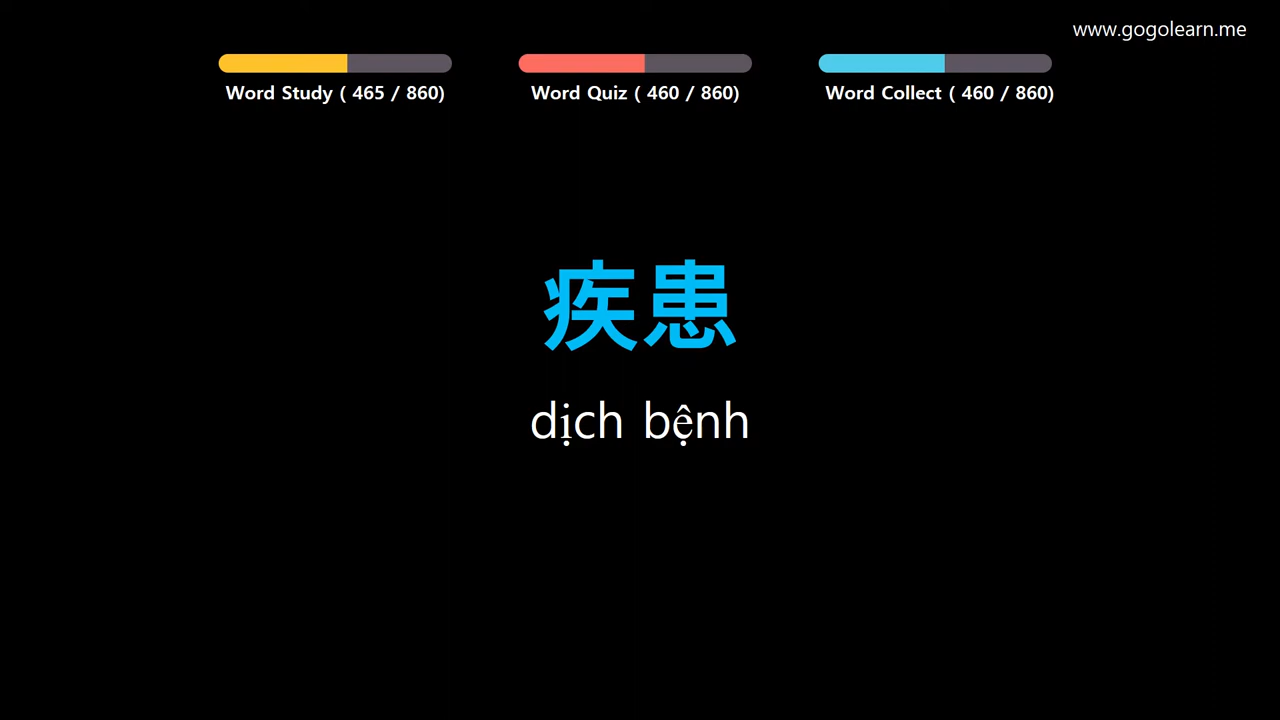 www.gogolearn.me
Word Study ( 465 / 860)
Word Quiz ( 460 / 860)
Word Collect ( 460 / 860)
疾患
dịch bệnh